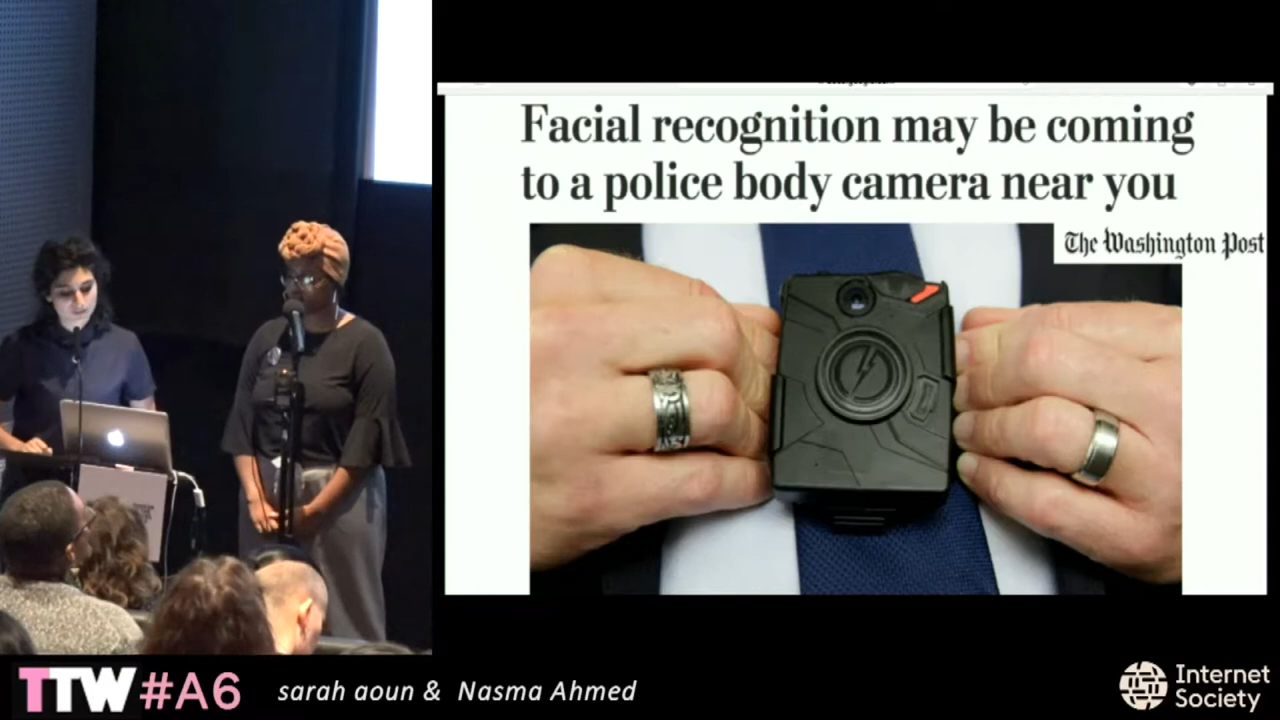 Facial recognition may be coming
to a police body camera near you
The Washington Post
TTW#A6
sarah aoun & Nasma Ahmed
Internet
Society